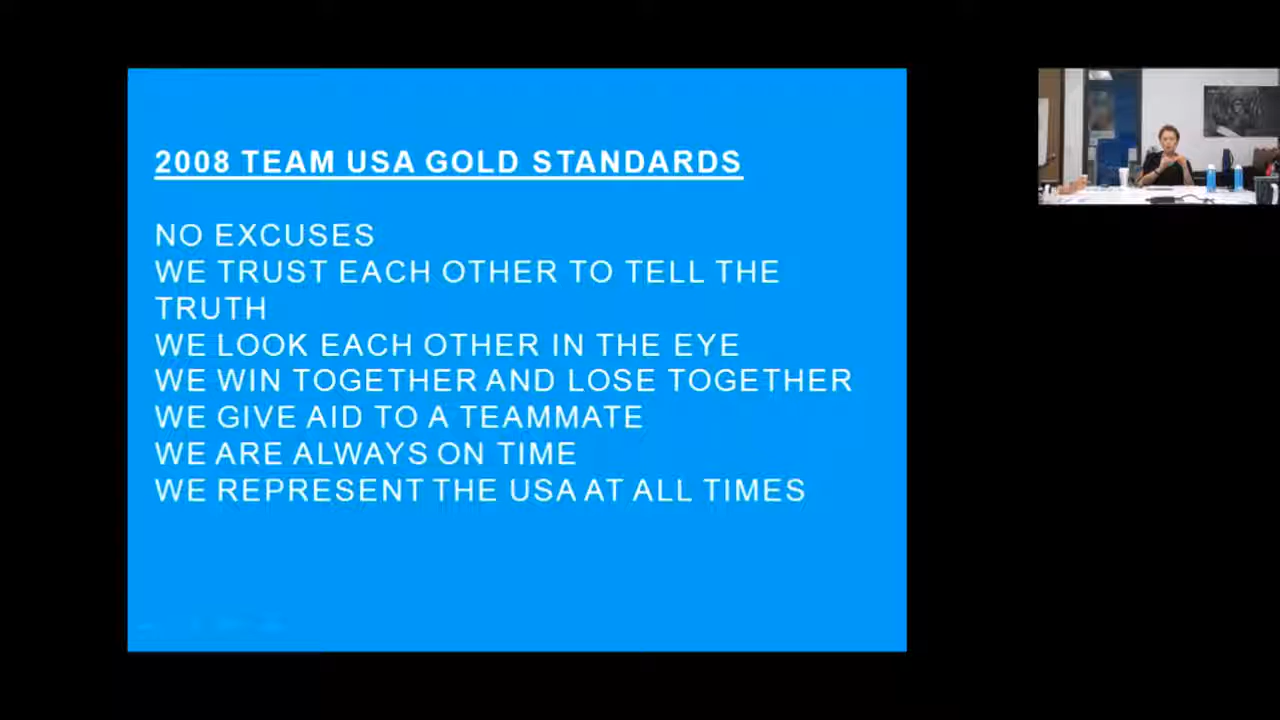 2008 TEAM USA GOLD STANDARDS
NO EXCUSES
WE TRUST EACH OTHER TO TELL THE
TRUTH
WE LOOK EACH OTHER IN THE EYE
WE WIN TOGETHER AND LOSE TOGETHER
WE GIVE AID TO A TEAMMATE
WE ARE ALWAYS ON TIME
WE REPRESENT THE USA AT ALL TIMES